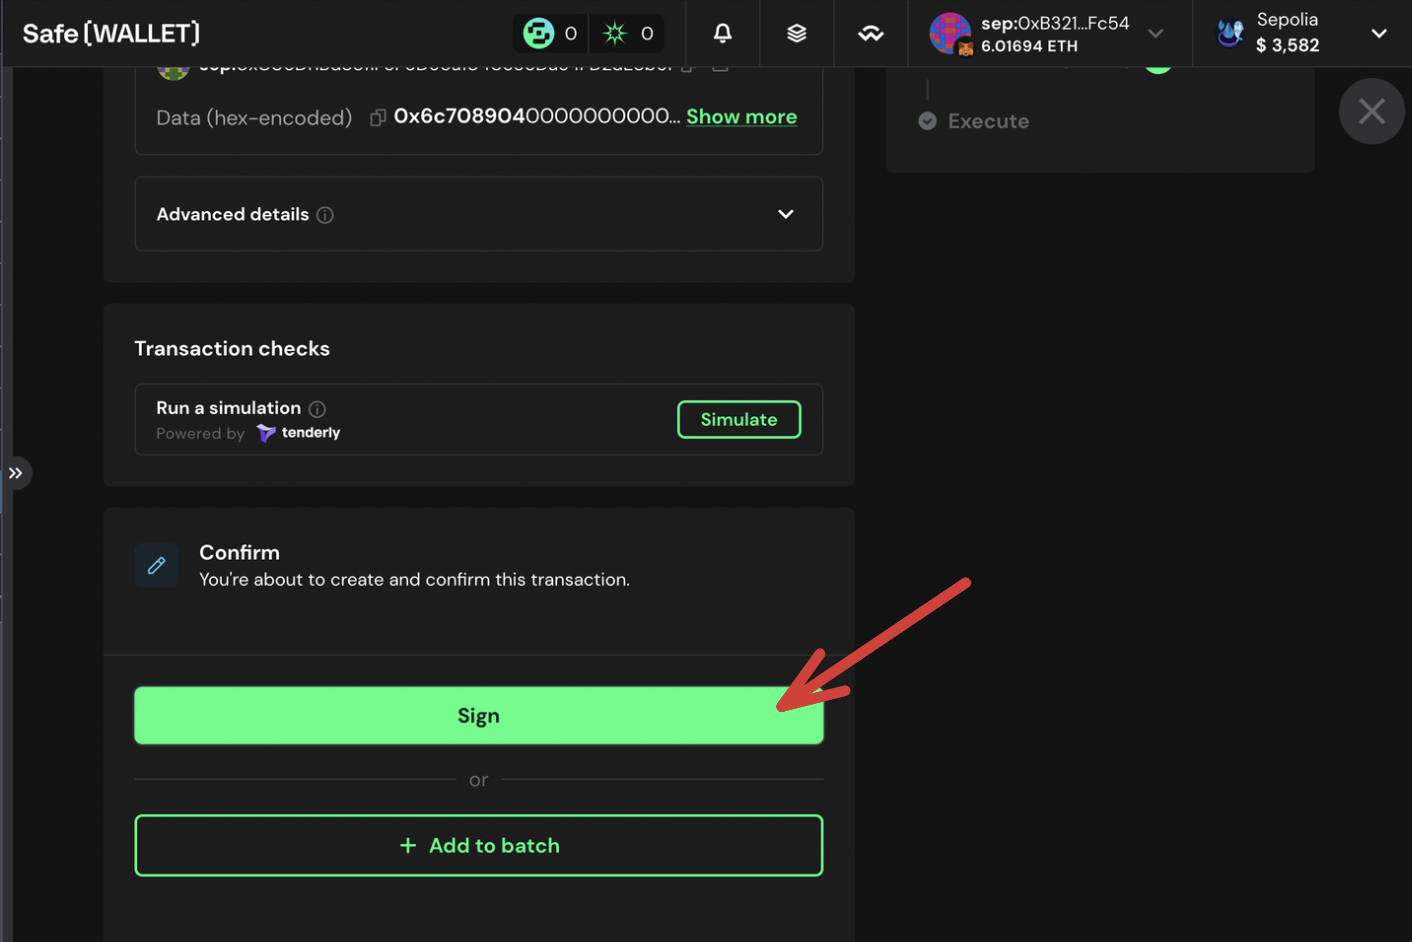 Safe[WALLET]
0
0
sep:0xB321...Fc54
6.01694 ETH
Sepolia
$ 3,582
Data (hex-encoded) 0x6c7089040000000000... Show more
Execute
Advanced details
Transaction checks
Run a simulation
Powered by tenderly
Simulate
Confirm
You're about to create and confirm this transaction.
Sign
or
+ Add to batch